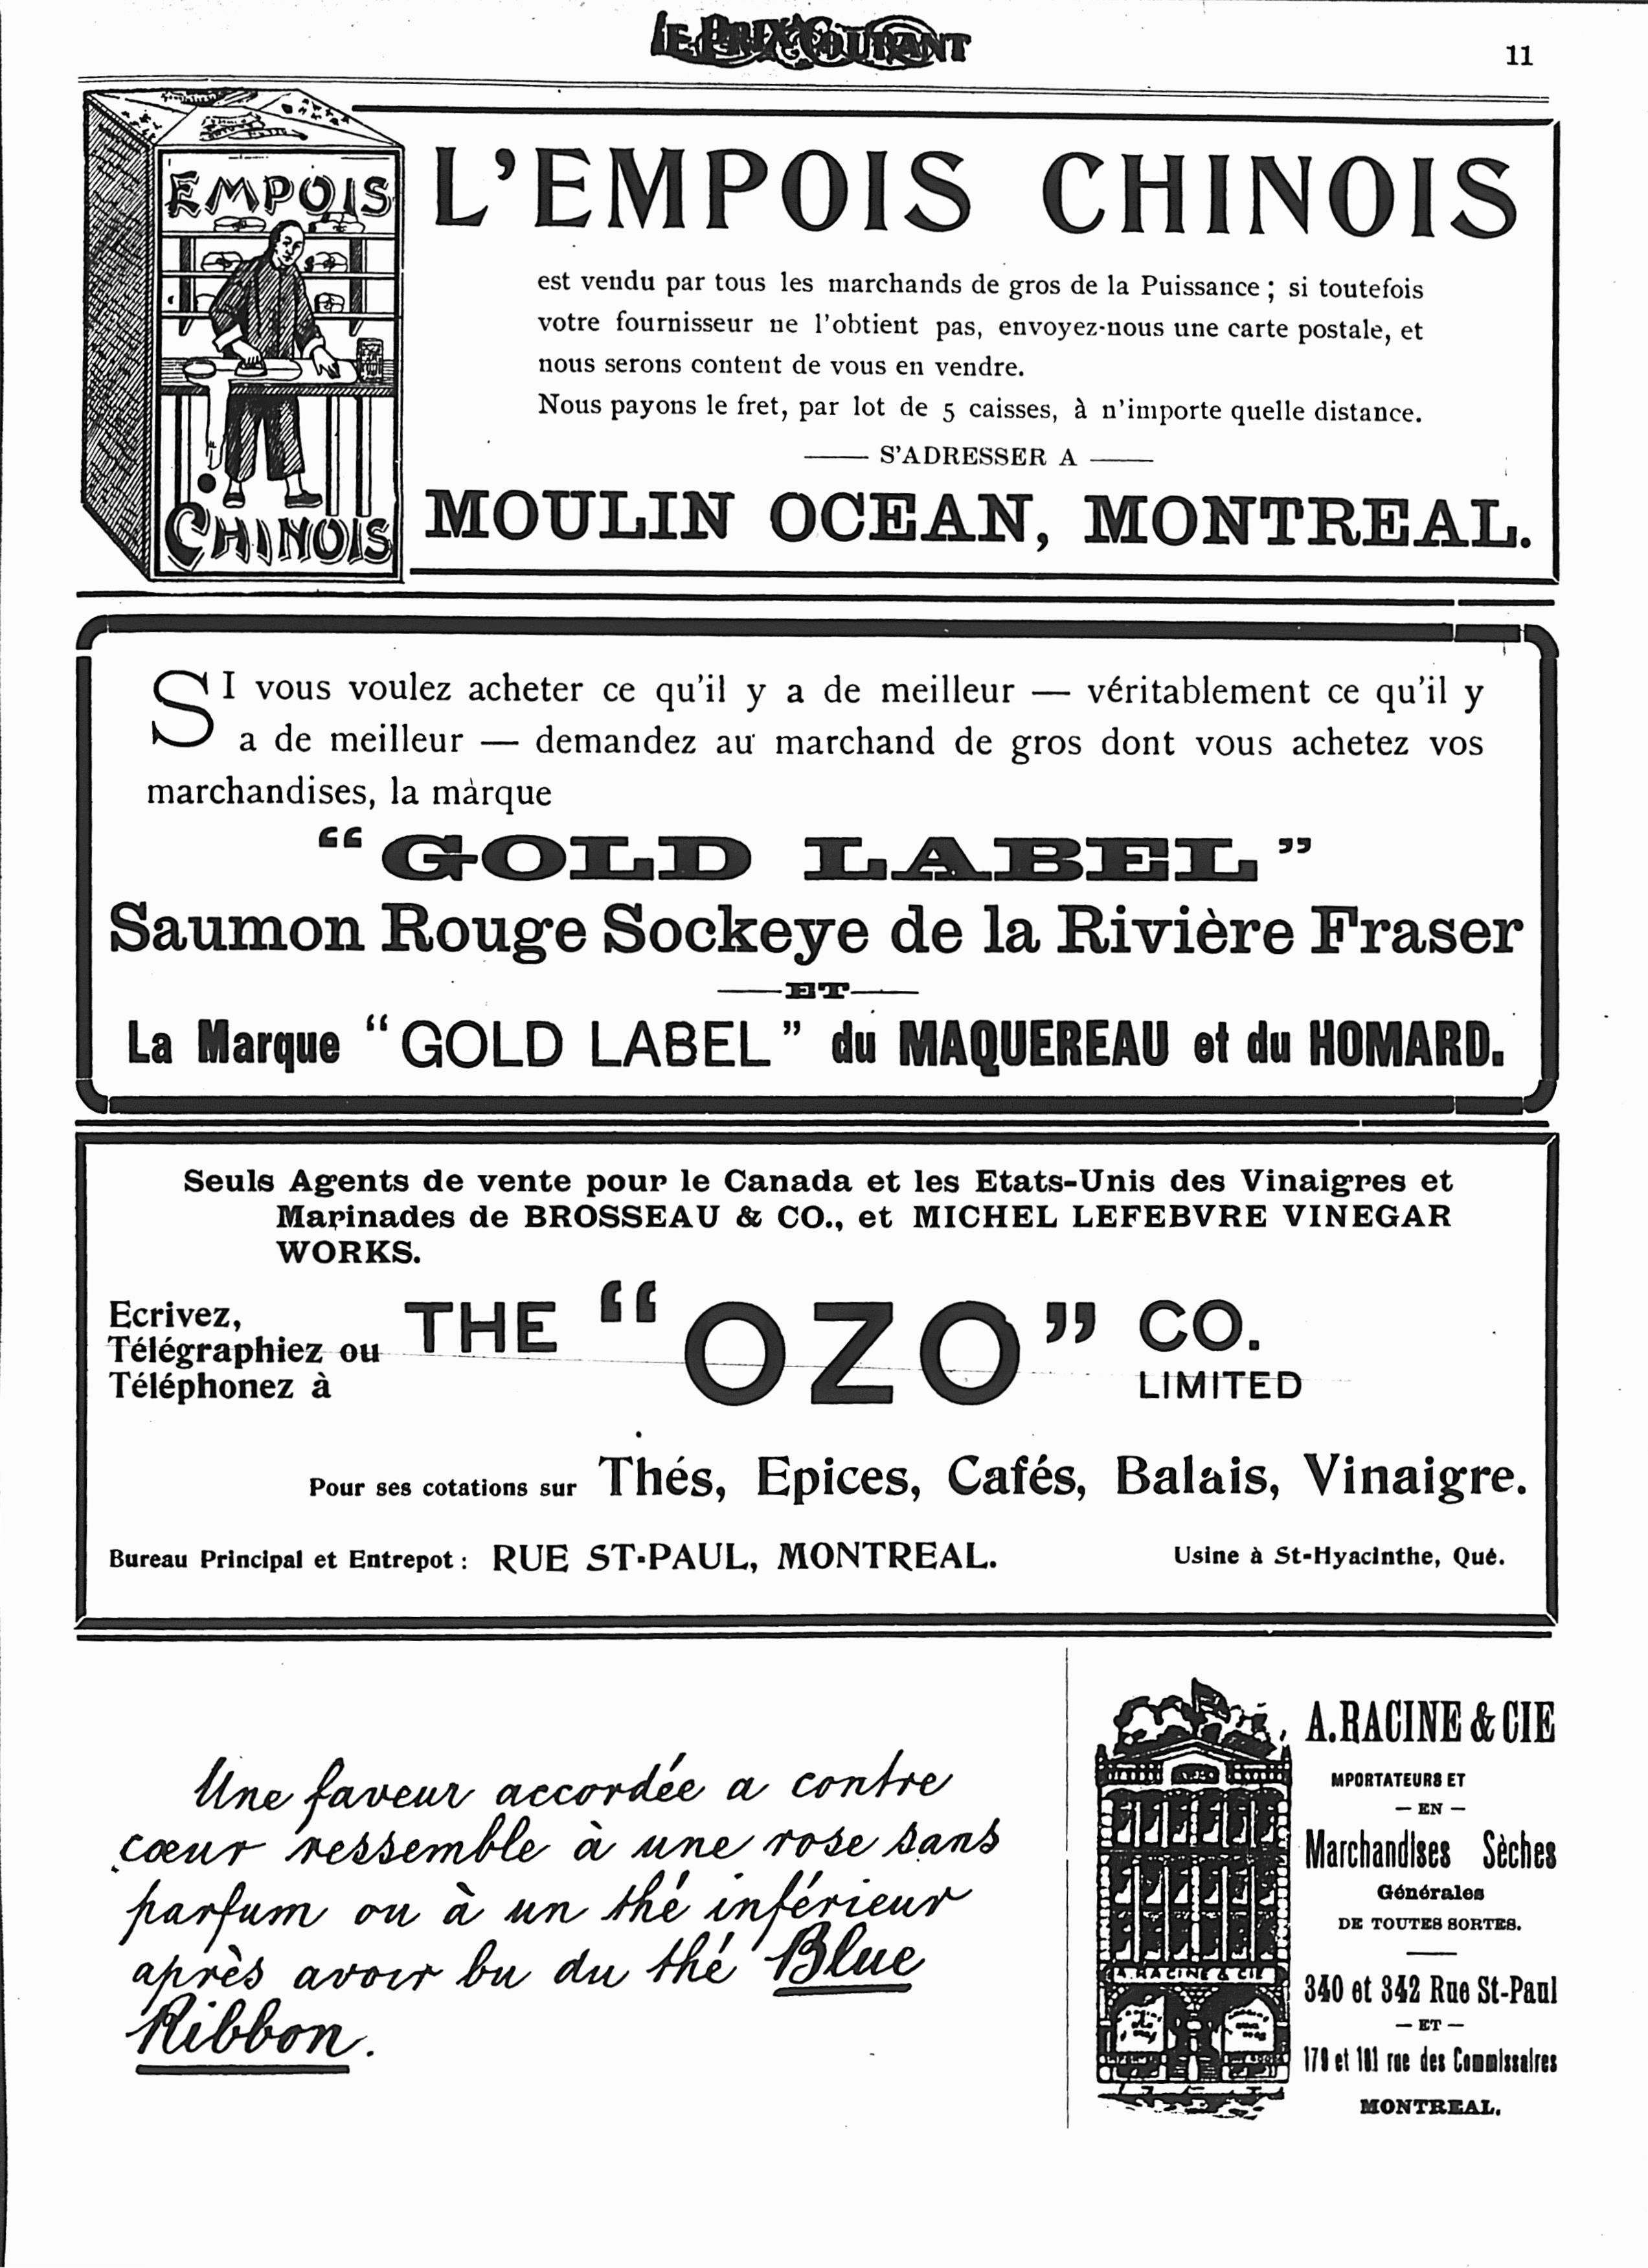 LE PRIX COURANT
11
EMPOIS
CHINOIS
L'EMPOIS CHINOIS
est vendu par tous les marchands de gros de la Puissance ; si toutefois
votre fournisseur ne l'obtient pas, envoyez-nous une carte postale, et
nous serons content de vous en vendre.
Nous payons le fret, par lot de 5 caisses, à n'importe quelle distance.
S'ADRESSER A
MOULIN OCEAN, MONTREAL.
SI vous voulez acheter ce qu'il y a de meilleur — véritablement ce qu'il y
a de meilleur — demandez au marchand de gros dont vous achetez vos
marchandises, la marque
"GOLD LABEL"
Saumon Rouge Sockeye de la Rivière Fraser
ET
La Marque "GOLD LABEL" du MAQUEREAU et du HOMARD.
Seuls Agents de vente pour le Canada et les Etats-Unis des Vinaigres et
Marinades de BROSSEAU & CO., et MICHEL LEFEBVRE VINEGAR
WORKS.
Ecrivez,
Télégraphiez ou
Téléphonez à
THE "OZO" CO.
LIMITED
Pour ses cotations sur Thés, Epices, Cafés, Balais, Vinaigre.
Bureau Principal et Entrepot : RUE ST-PAUL, MONTREAL. Usine à St-Hyacinthe, Qué.
Une faveur accordée a contre
cœur ressemble à une rose sans
parfum ou à un thé inférieur
après avoir bu du thé Blue
Ribbon.
A. RACINE & CIE
A. RACINE & CIE
MPORTATEURS ET
— EN —
Marchandises Sèches
Générales
DE TOUTES SORTES.
340 et 342 Rue St-Paul
— ET —
179 et 181 rue des Commissaires
MONTREAL.